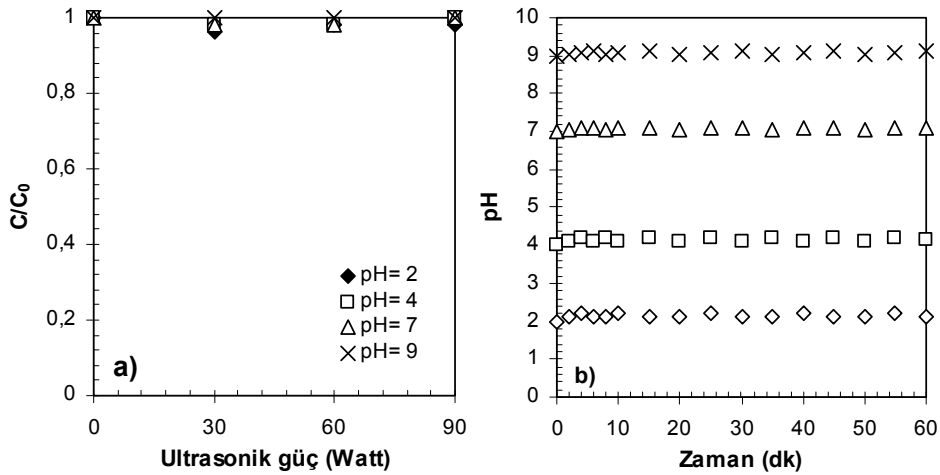 C/C0
1
0,8
0,6
0,4
0,2
0
pH= 2
pH= 4
pH= 7
pH= 9
a)
0 30 60 90
Ultrasonik güç (Watt)
pH
10
9
8
7
6
5
4
3
2
1
0
b)
0 10 20 30 40 50 60
Zaman (dk)